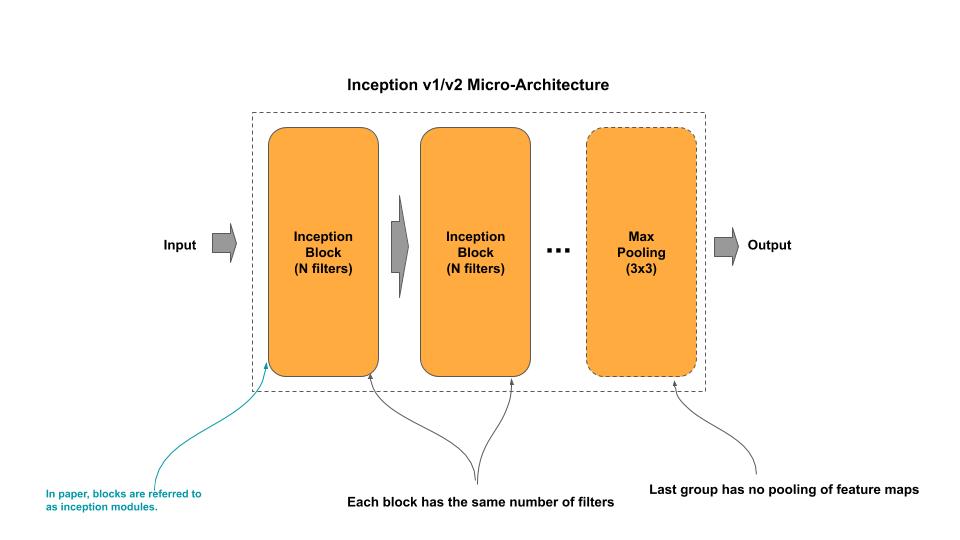 Inception v1/v2 Micro-Architecture
Input
Inception
Block
(N filters)
Inception
Block
(N filters)
...
Max
Pooling
(3x3)
Output
In paper, blocks are referred to
as inception modules.
Each block has the same number of filters
Last group has no pooling of feature maps